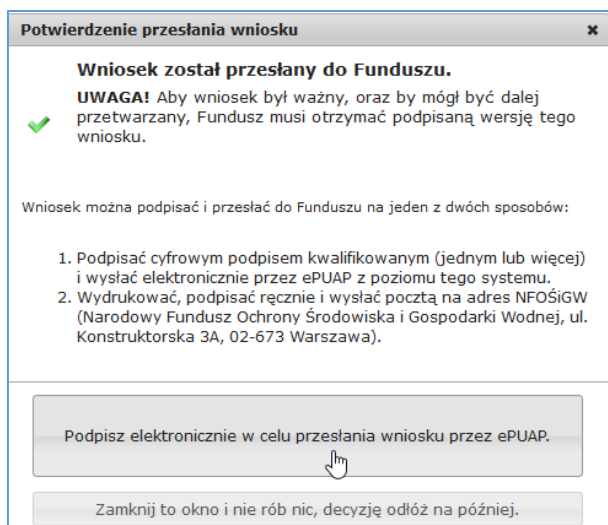 Potwierdzenie przesłania wniosku
Wniosek został przesłany do Funduszu.
UWAGA! Aby wniosek był ważny, oraz by mógł być dalej
przetwarzany, Fundusz musi otrzymać podpisaną wersję tego
wniosku.
Wniosek można podpisać i przesłać do Funduszu na jeden z dwóch sposobów:
1. Podpisać cyfrowym podpisem kwalifikowanym (jednym lub więcej)
i wysłać elektronicznie przez ePUAP z poziomu tego systemu.
2. Wydrukować, podpisać ręcznie i wysłać pocztą na adres NFOŚiGW
(Narodowy Fundusz Ochrony Środowiska i Gospodarki Wodnej, ul.
Konstruktorska 3A, 02-673 Warszawa).
Podpisz elektronicznie w celu przesłania wniosku przez ePUAP.
Zamknij to okno i nie rób nic, decyzję odłóż na później.